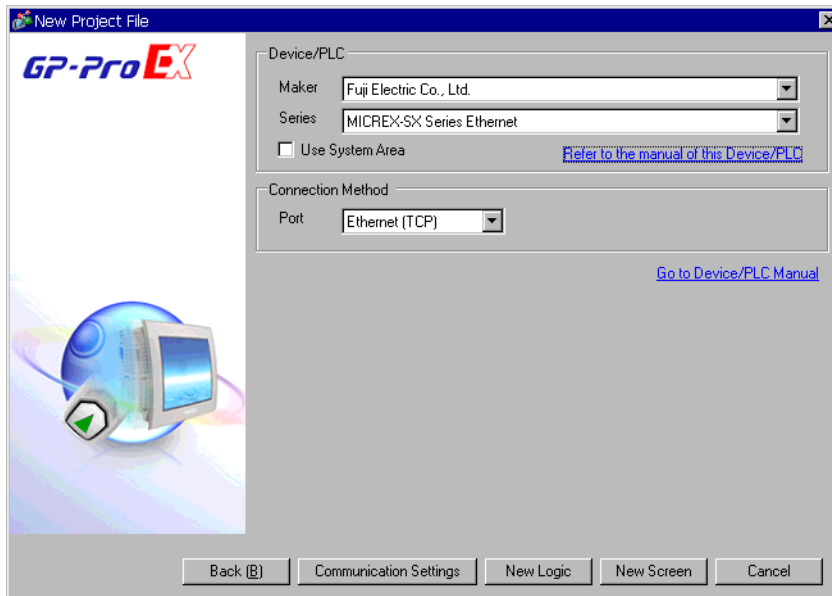 New Project File
GP-Pro EX
Device/PLC
Maker Fuji Electric Co., Ltd.
Series MICREX-SX Series Ethernet
Use System Area Refer to the manual of this Device/PLC
Connection Method
Port Ethernet (TCP)
Go to Device/PLC Manual
Back (B) Communication Settings New Logic New Screen Cancel